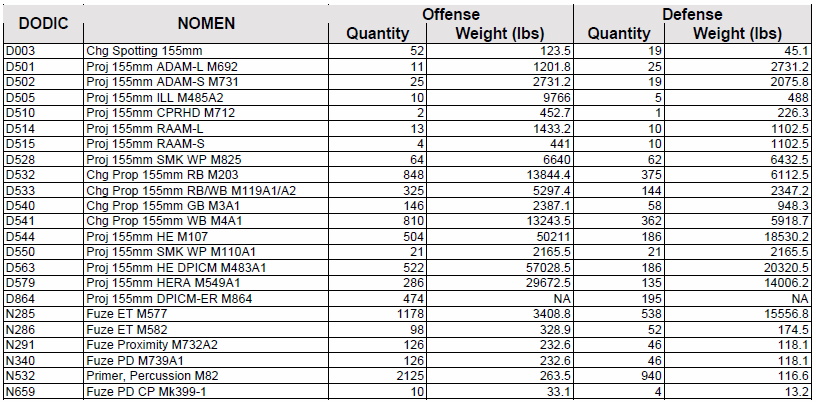 DODIC NOMEN Offense Defense
Quantity Weight (lbs) Quantity Weight (lbs)
D003 Chg Spotting 155mm 52 123.5 19 45.1
D501 Proj 155mm ADAM-L M692 11 1201.8 25 2731.2
D502 Proj 155mm ADAM-S M731 25 2731.2 19 2075.8
D505 Proj 155mm ILL M485A2 10 9766 5 488
D510 Proj 155mm CPRHD M712 2 452.7 1 226.3
D514 Proj 155mm RAAM-L 13 1433.2 10 1102.5
D515 Proj 155mm RAAM-S 4 441 10 1102.5
D528 Proj 155mm SMK WP M825 64 6640 62 6432.5
D532 Chg Prop 155mm RB M203 848 13844.4 375 6112.5
D533 Chg Prop 155mm RB/WB M119A1/A2 325 5297.4 144 2347.2
D540 Chg Prop 155mm GB M3A1 146 2387.1 58 948.3
D541 Chg Prop 155mm WB M4A1 810 13243.5 362 5918.7
D544 Proj 155mm HE M107 504 50211 186 18530.2
D550 Proj 155mm SMK WP M110A1 21 2165.5 21 2165.5
D563 Proj 155mm HE DPICM M483A1 522 57028.5 186 20320.5
D579 Proj 155mm HERA M549A1 286 29672.5 135 14006.2
D864 Proj 155mm DPICM-ER M864 474 NA 195 NA
N285 Fuze ET M577 1178 3408.8 538 15556.8
N286 Fuze ET M582 98 328.9 52 174.5
N291 Fuze Proximity M732A2 126 232.6 46 118.1
N340 Fuze PD M739A1 126 232.6 46 118.1
N532 Primer, Percussion M82 2125 263.5 940 116.6
N659 Fuze PD CP Mk399-1 10 33.1 4 13.2